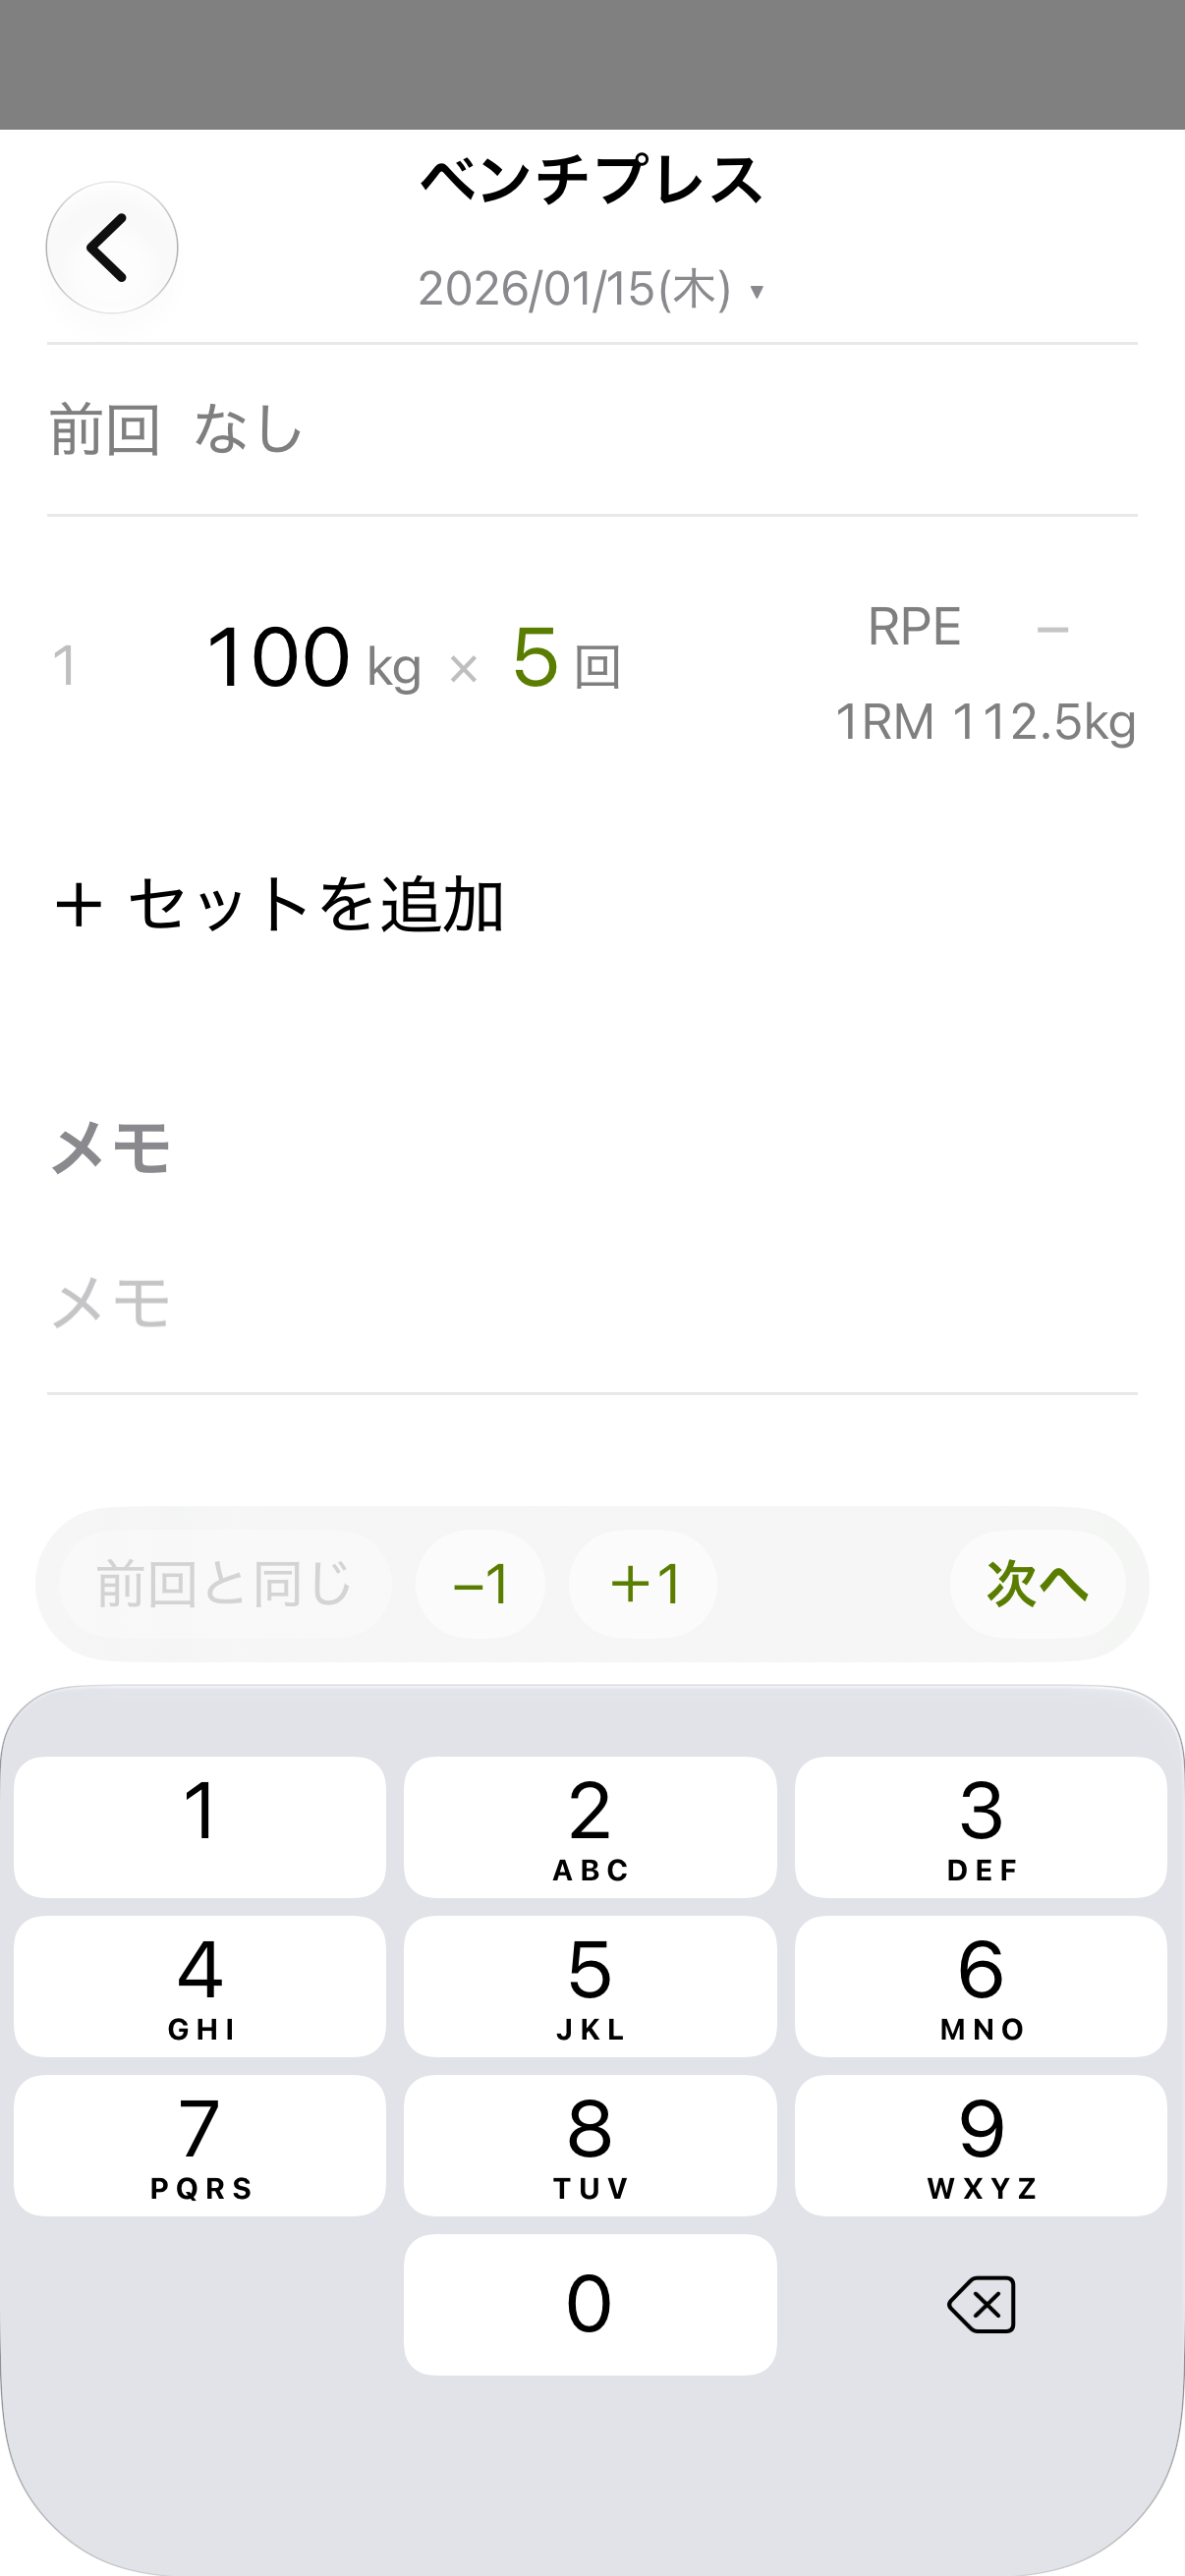 ベンチプレス
2026/01/15(木) ▾
前回 なし
1 100 kg × 5 回
RPE –
1RM 112.5kg
＋ セットを追加
メモ
メモ
前回と同じ –1 ＋1 次へ
1 2 3
ABC DEF
4 5 6
GHI JKL MNO
7 8 9
PQRS TUV WXYZ
0